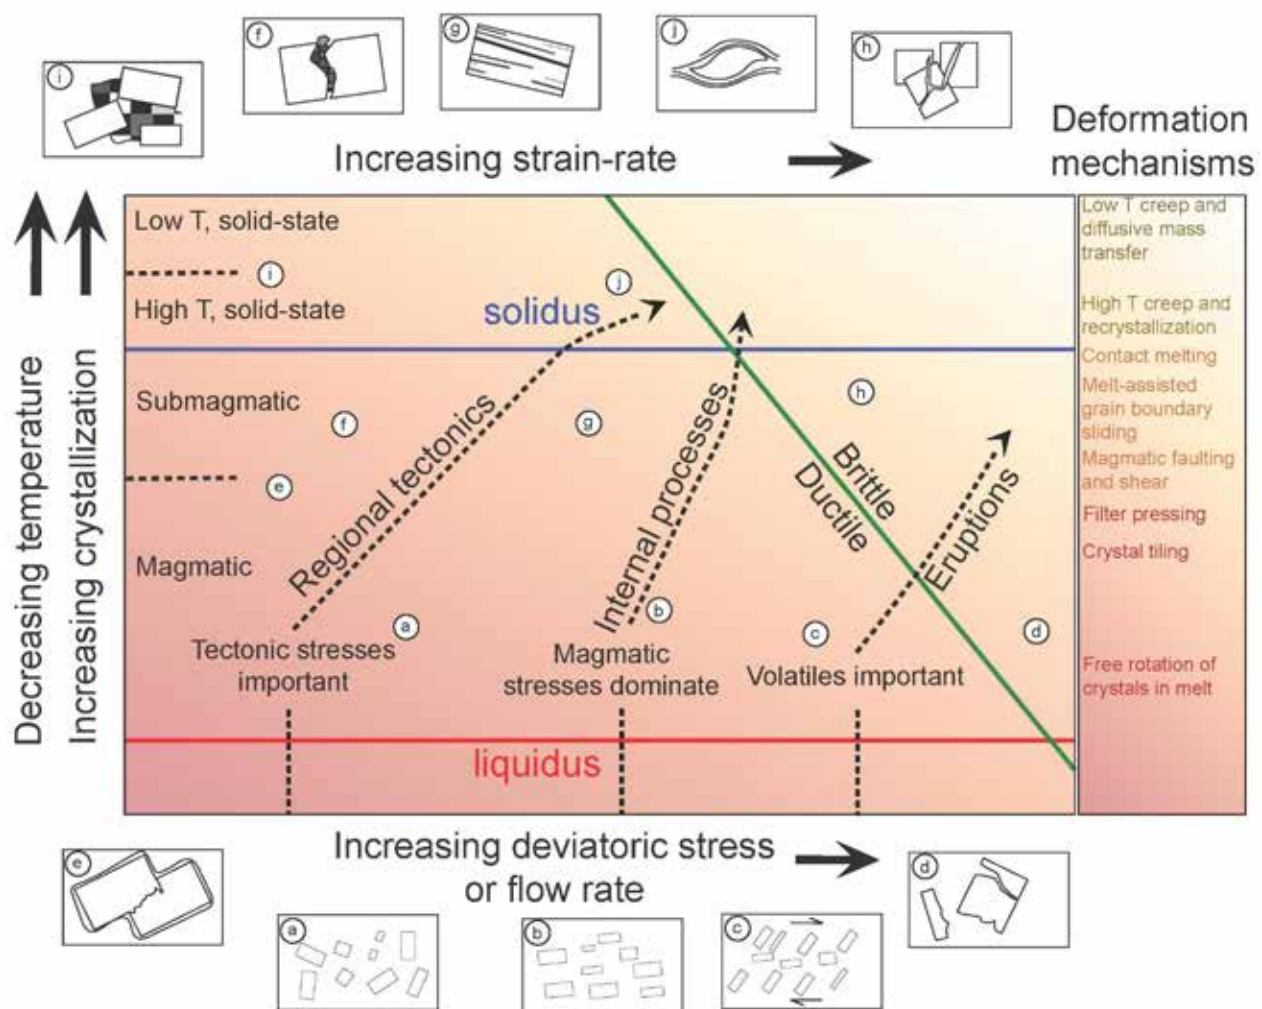 f
g
j
h
i
Deformation
mechanisms
Increasing strain-rate
Decreasing temperature
Increasing crystallization
Low T, solid-state
i
j
High T, solid-state
solidus
Submagmatic
f
g
h
e
Regional tectonics
Internal processes
Brittle
Ductile
Eruptions
Magmatic
a
b
c
d
Tectonic stresses
important
Magmatic
stresses dominate
Volatiles important
liquidus
Low T creep and
diffusive mass
transfer
High T creep and
recrystallization
Contact melting
Melt-assisted
grain boundary
sliding
Magmatic faulting
and shear
Filter pressing
Crystal tiling
Free rotation of
crystals in melt
Increasing deviatoric stress
or flow rate
e
d
a
b
c